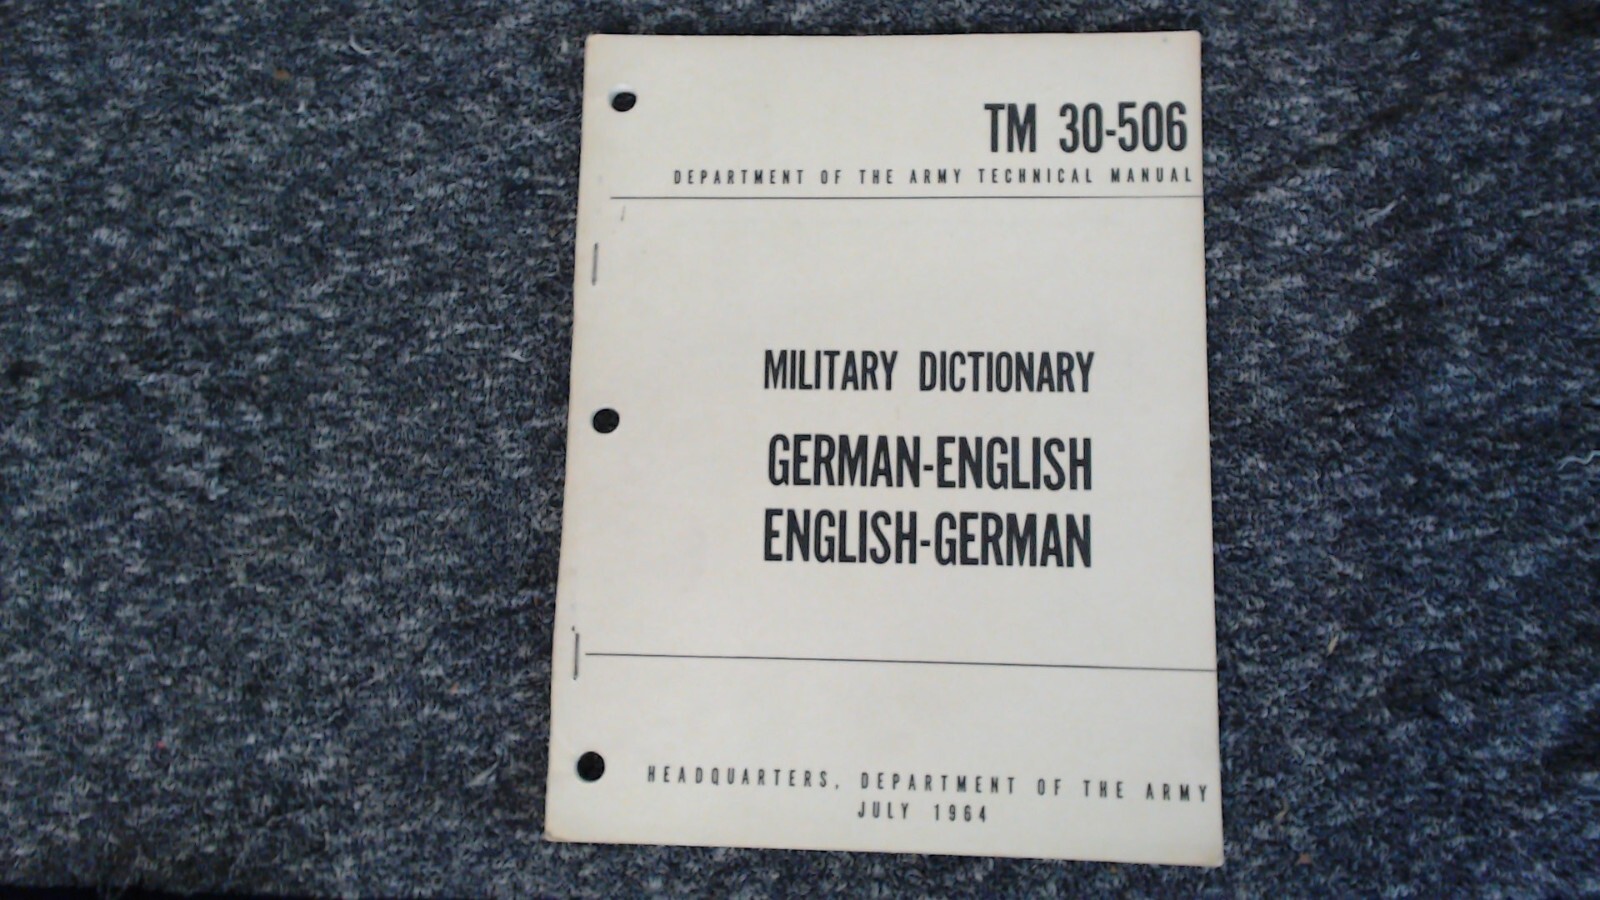 TM 30-506
DEPARTMENT OF THE ARMY TECHNICAL MANUAL
MILITARY DICTIONARY
GERMAN-ENGLISH
ENGLISH-GERMAN
HEADQUARTERS, DEPARTMENT OF THE ARMY
JULY 1964